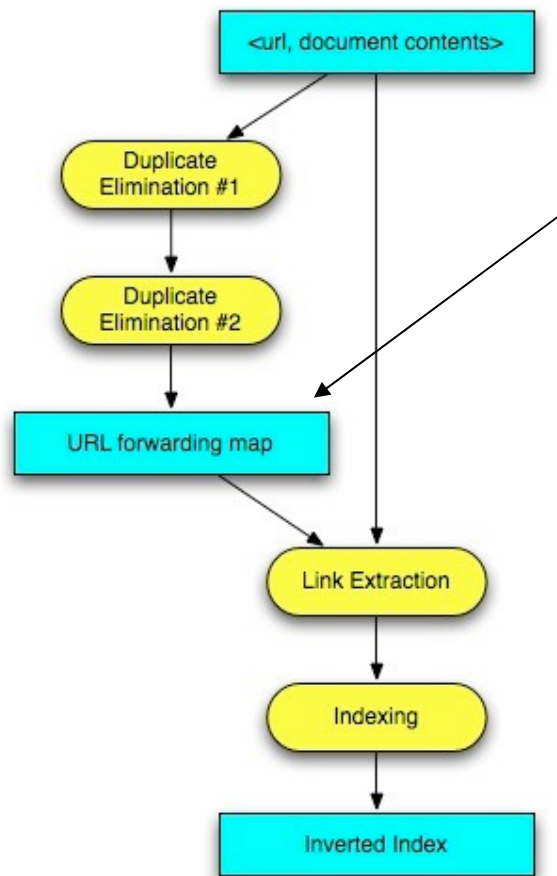 <url, document contents>
Duplicate
Elimination #1
Duplicate
Elimination #2
URL forwarding map
Link Extraction
Indexing
Inverted Index